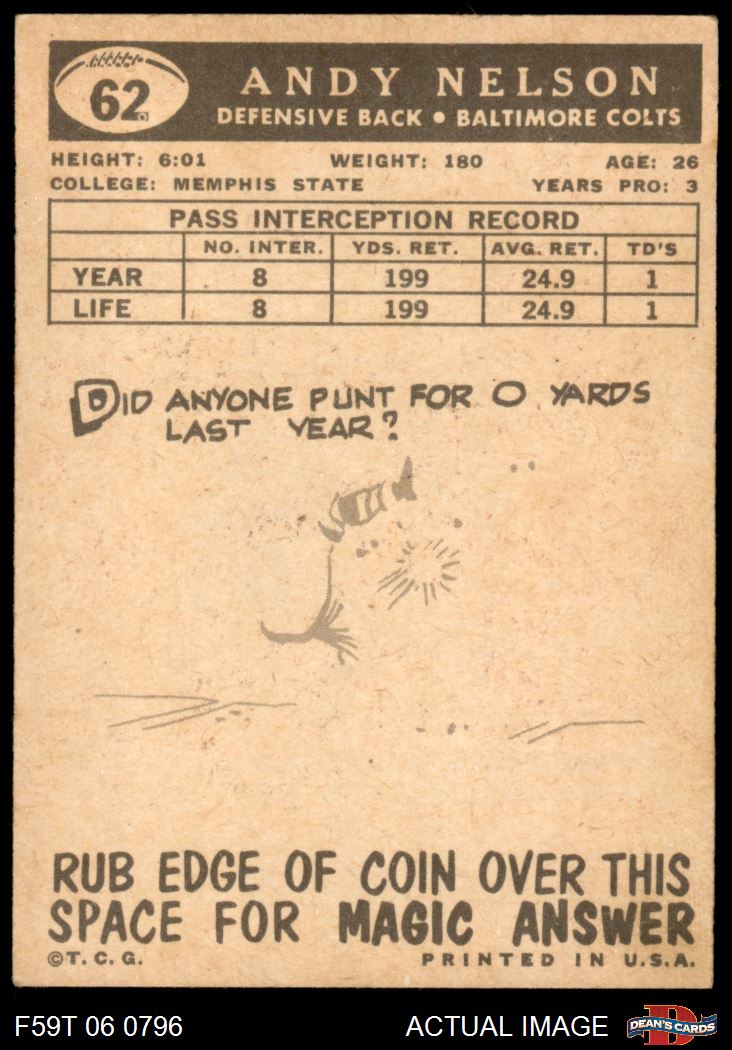 62
ANDY NELSON
DEFENSIVE BACK • BALTIMORE COLTS
HEIGHT: 6:01 WEIGHT: 180 AGE: 26
COLLEGE: MEMPHIS STATE YEARS PRO: 3
PASS INTERCEPTION RECORD
NO. INTER. YDS. RET. AVG. RET. TD'S
YEAR 8 199 24.9 1
LIFE 8 199 24.9 1
DID ANYONE PUNT FOR O YARDS
LAST YEAR?
RUB EDGE OF COIN OVER THIS
SPACE FOR MAGIC ANSWER
©T. C. G. PRINTED IN U.S.A.
F59T 06 0796 ACTUAL IMAGE DEAN'S CARDS